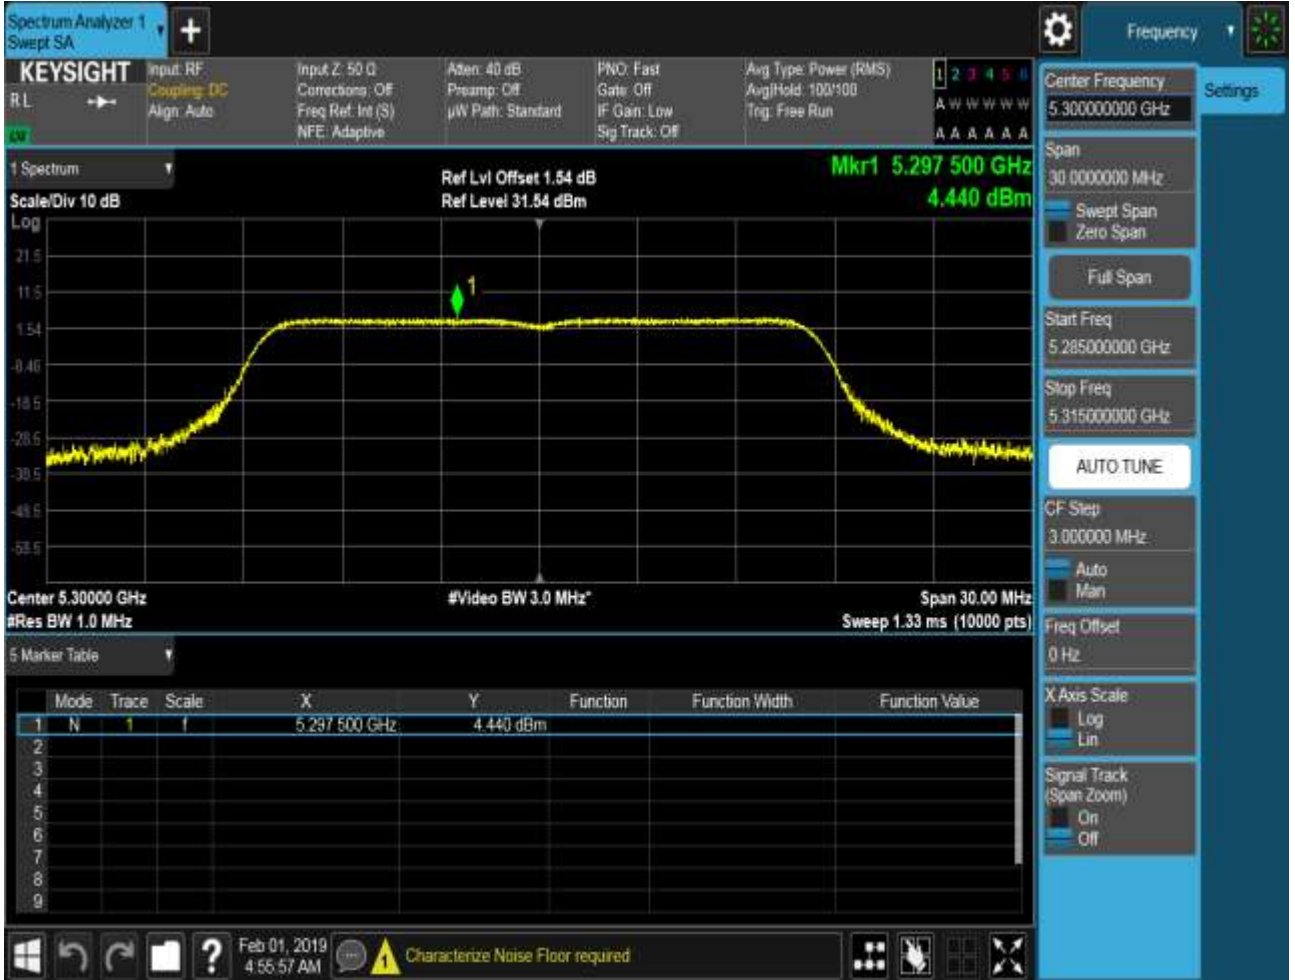 Spectrum Analyzer 1
Swept SA
+
Frequency
KEYSIGHT
RL
LXI
Input: RF
Coupling: DC
Align: Auto
Input Z: 50 Ω
Corrections: Off
Freq Ref: Int (S)
NFE: Adaptive
Atten: 40 dB
Preamp: Off
µW Path: Standard
PNO: Fast
Gate: Off
IF Gain: Low
Sig Track: Off
Avg Type: Power (RMS)
Avg|Hold: 100/100
Trig: Free Run
1 2 3 4 5 6
A W W W W W
A A A A A A
Center Frequency
5.300000000 GHz
Settings
Span
30.0000000 MHz
Swept Span
Zero Span
Full Span
Start Freq
5.285000000 GHz
Stop Freq
5.315000000 GHz
AUTO TUNE
CF Step
3.000000 MHz
Auto
Man
Freq Offset
0 Hz
X Axis Scale
Log
Lin
Signal Track
(Span Zoom)
On
Off
1 Spectrum
Scale/Div 10 dB
Log
Ref Lvl Offset 1.54 dB
Ref Level 31.54 dBm
Mkr1 5.297 500 GHz
4.440 dBm
21.5
11.5
1.54
-8.46
-18.5
-28.5
-38.5
-48.5
-58.5
1
Center 5.30000 GHz
#Res BW 1.0 MHz
#Video BW 3.0 MHz*
Span 30.00 MHz
Sweep 1.33 ms (10000 pts)
5 Marker Table
Mode Trace Scale X Y Function Function Width Function Value
1 N 1 f 5.297 500 GHz 4.440 dBm
2
3
4
5
6
7
8
9
?
Feb 01, 2019
4:55:57 AM
1
Characterize Noise Floor required